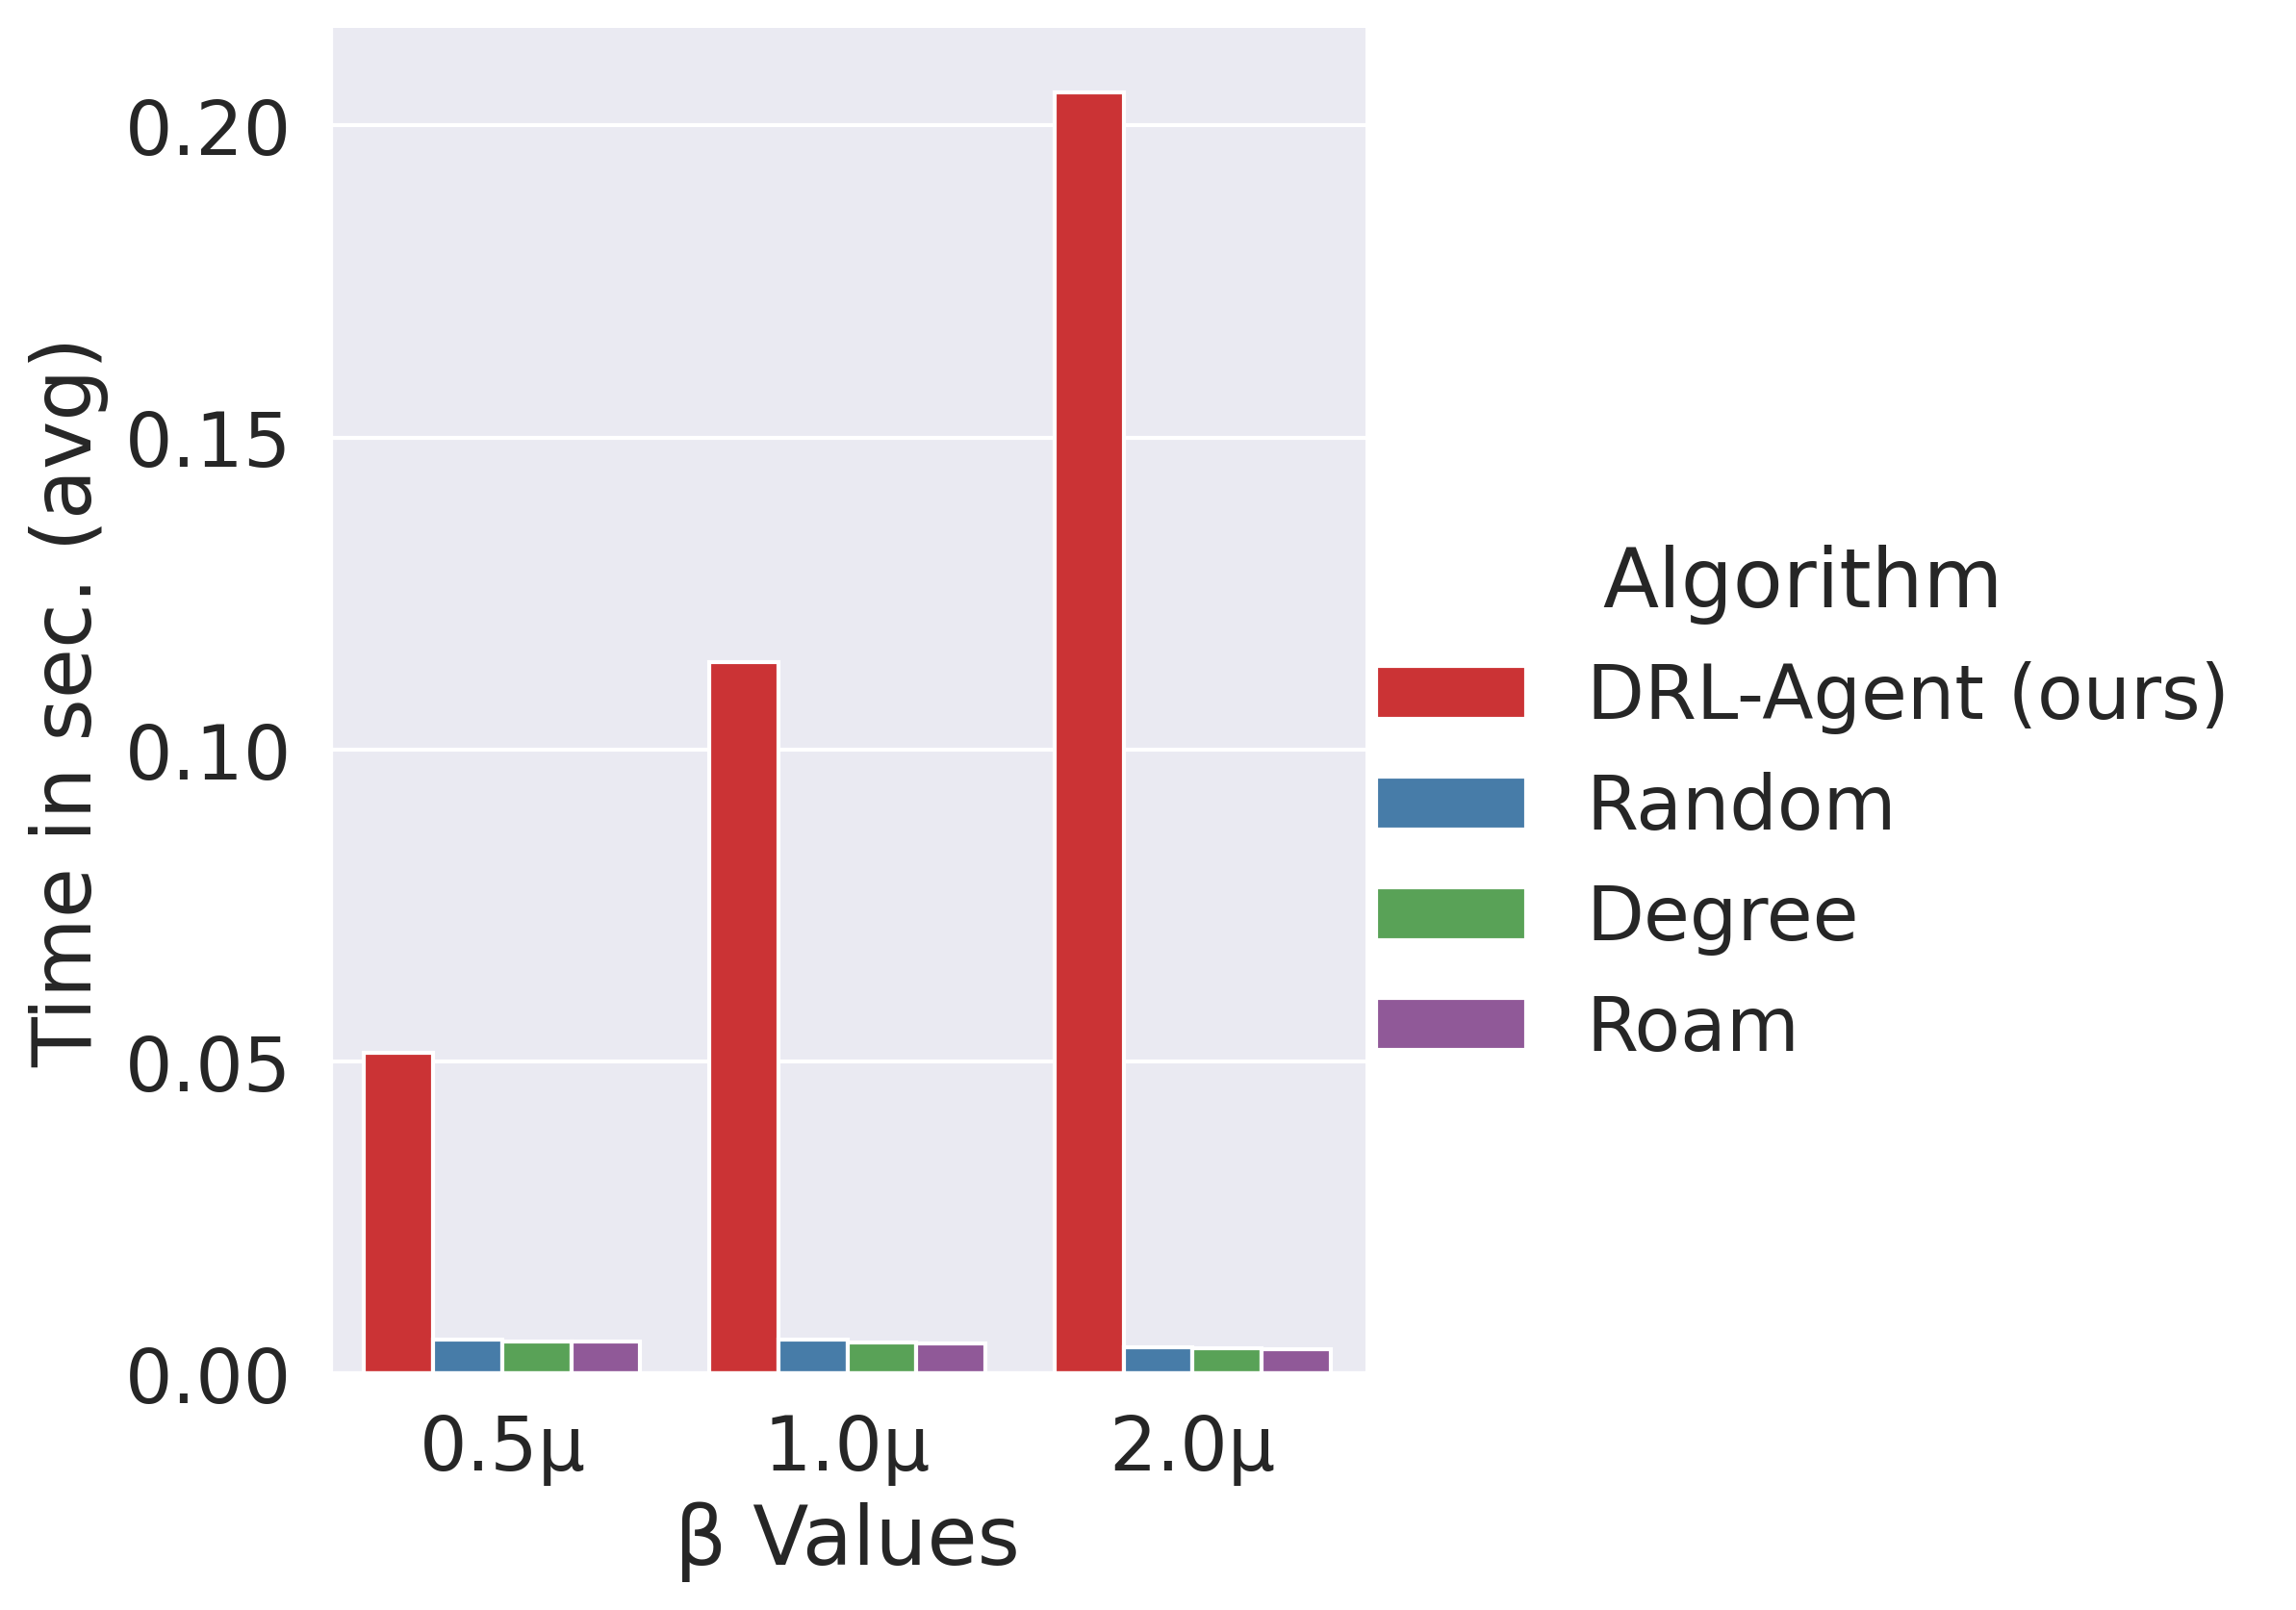 Time in sec. (avg)
0.20
0.15
0.10
0.05
0.00
0.5μ 1.0μ 2.0μ
β Values
Algorithm
DRL-Agent (ours)
Random
Degree
Roam